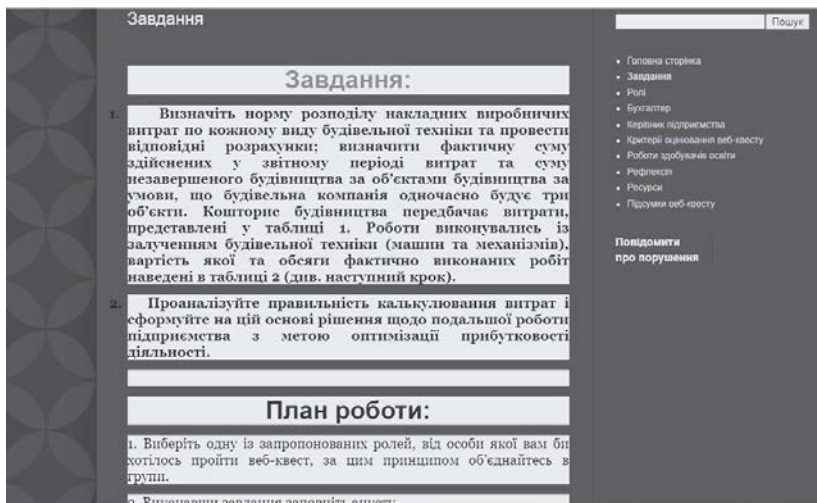 Завдання
Завдання:
1. Визначіть норму розподілу накладних виробничих
витрат по кожному виду будівельної техніки та провести
відповідні розрахунки; визначити фактичну суму
здійснених у звітному періоді витрат та суму
незавершеного будівництва за об'єктами будівництва за
умови, що будівельна компанія одночасно будує три
об'єкти. Кошторис будівництва передбачає витрати,
представлені у таблиці 1. Роботи виконувались із
залученням будівельної техніки (машин та механізмів),
вартість якої та обсяги фактично виконаних робіт
наведені в таблиці 2 (див. наступний крок).
2. Проаналізуйте правильність калькулювання витрат і
сформуйте на цій основі рішення щодо подальшої роботи
підприємства з метою оптимізації прибутковості
діяльності.
План роботи:
1. Виберіть одну із запропонованих ролей, від особи якої вам би
хотілось пройти веб-квест, за цим принципом об'єднайтесь в
групи.
2. Виконавши завдання заповніть анкету
Пошук
Головна сторінка
Завдання
Ролі
Бухгалтер
Керівник підприємства
Критерії оцінювання веб-квесту
Роботи здобувачів освіти
Рефлексія
Ресурси
Підсумки веб-квесту
Повідомити
про порушення